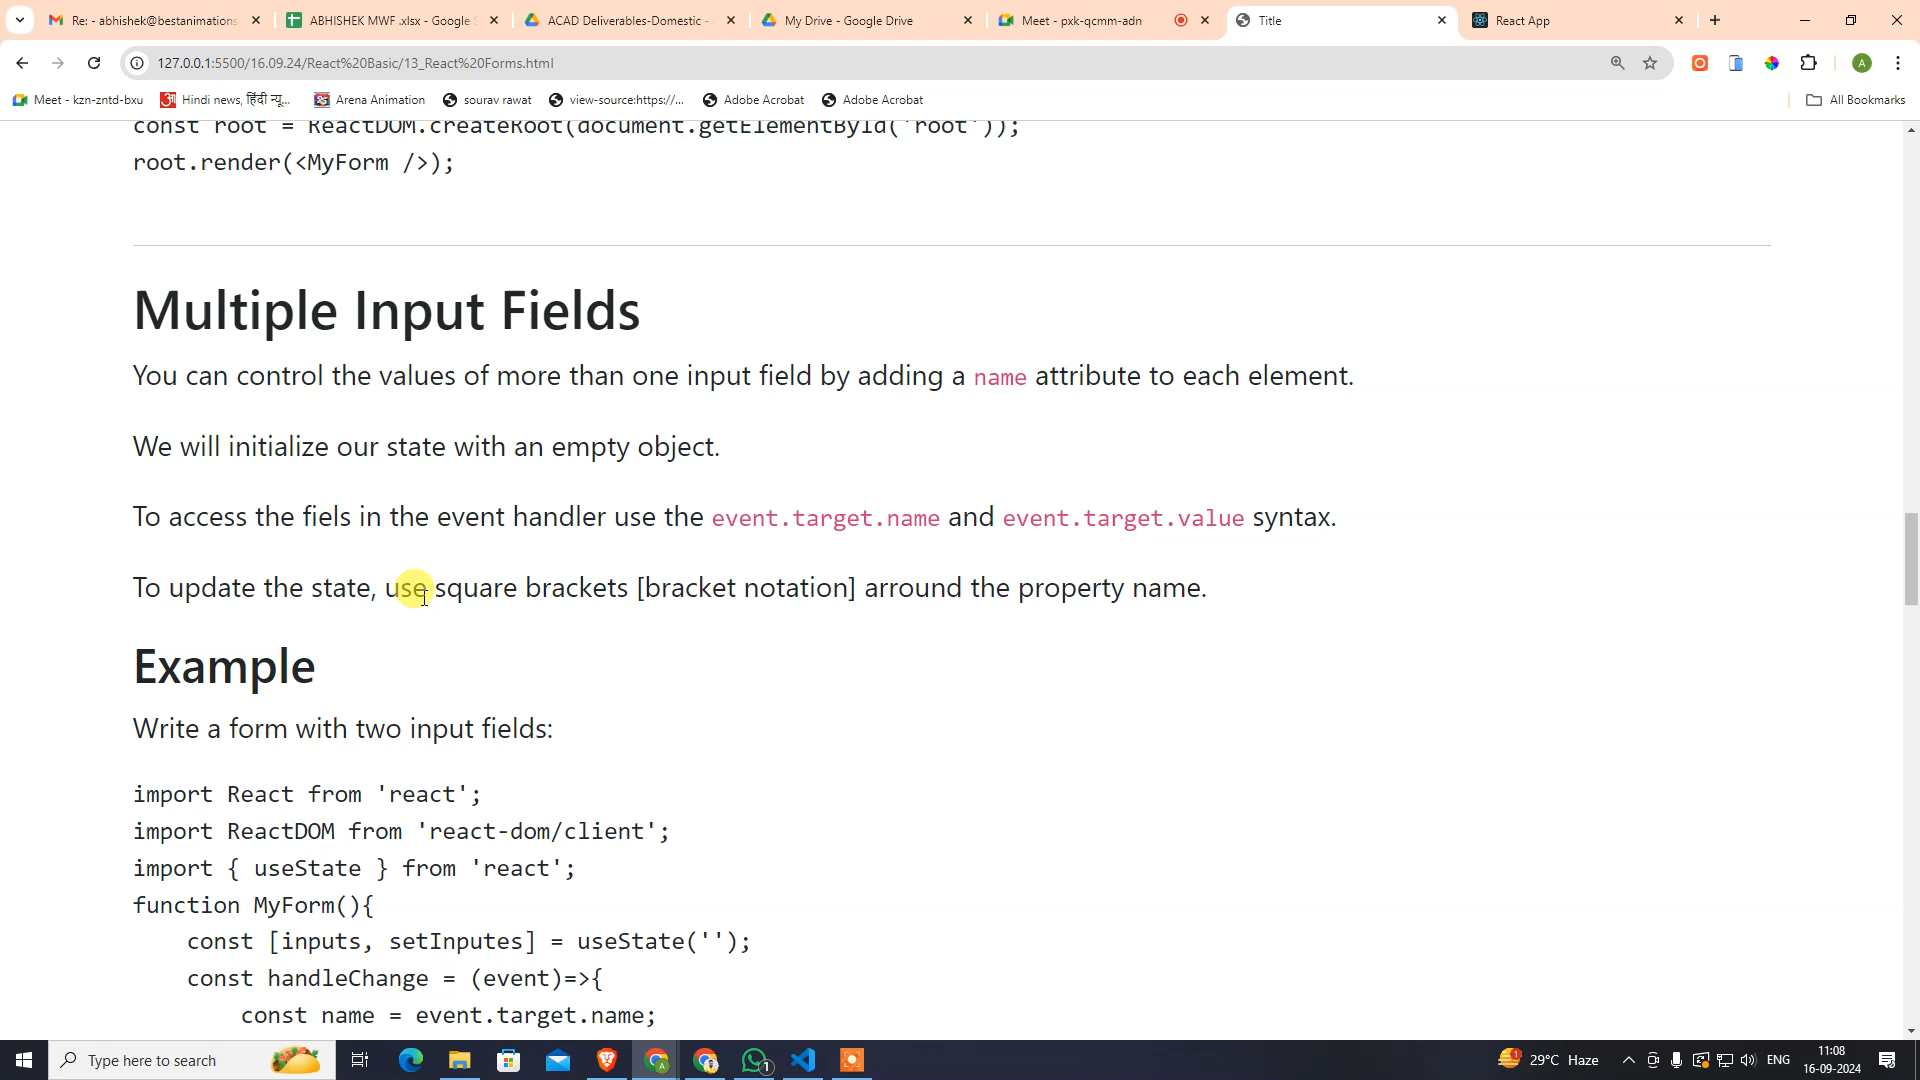 Re: - abhishek@bestanimations
ABHISHEK MWF .xlsx - Google S
ACAD Deliverables-Domestic -
My Drive - Google Drive
Meet - pxk-qcmm-adn
Title
React App
127.0.0.1:5500/16.09.24/React%20Basic/13_React%20Forms.html
A
Meet - kzn-zntd-bxu
Hindi news, हिंदी न्यू...
Arena Animation
sourav rawat
view-source:https://...
Adobe Acrobat
Adobe Acrobat
All Bookmarks
const root = ReactDOM.createRoot(document.getElementById('root'));
root.render(<MyForm />);
Multiple Input Fields
You can control the values of more than one input field by adding a name attribute to each element.
We will initialize our state with an empty object.
To access the fiels in the event handler use the event.target.name and event.target.value syntax.
To update the state, use square brackets [bracket notation] arround the property name.
Example
Write a form with two input fields:
import React from 'react';
import ReactDOM from 'react-dom/client';
import { useState } from 'react';
function MyForm(){
const [inputs, setInputes] = useState('');
const handleChange = (event)=>{
const name = event.target.name;
Type here to search
29°C Haze
ENG
11:08
16-09-2024